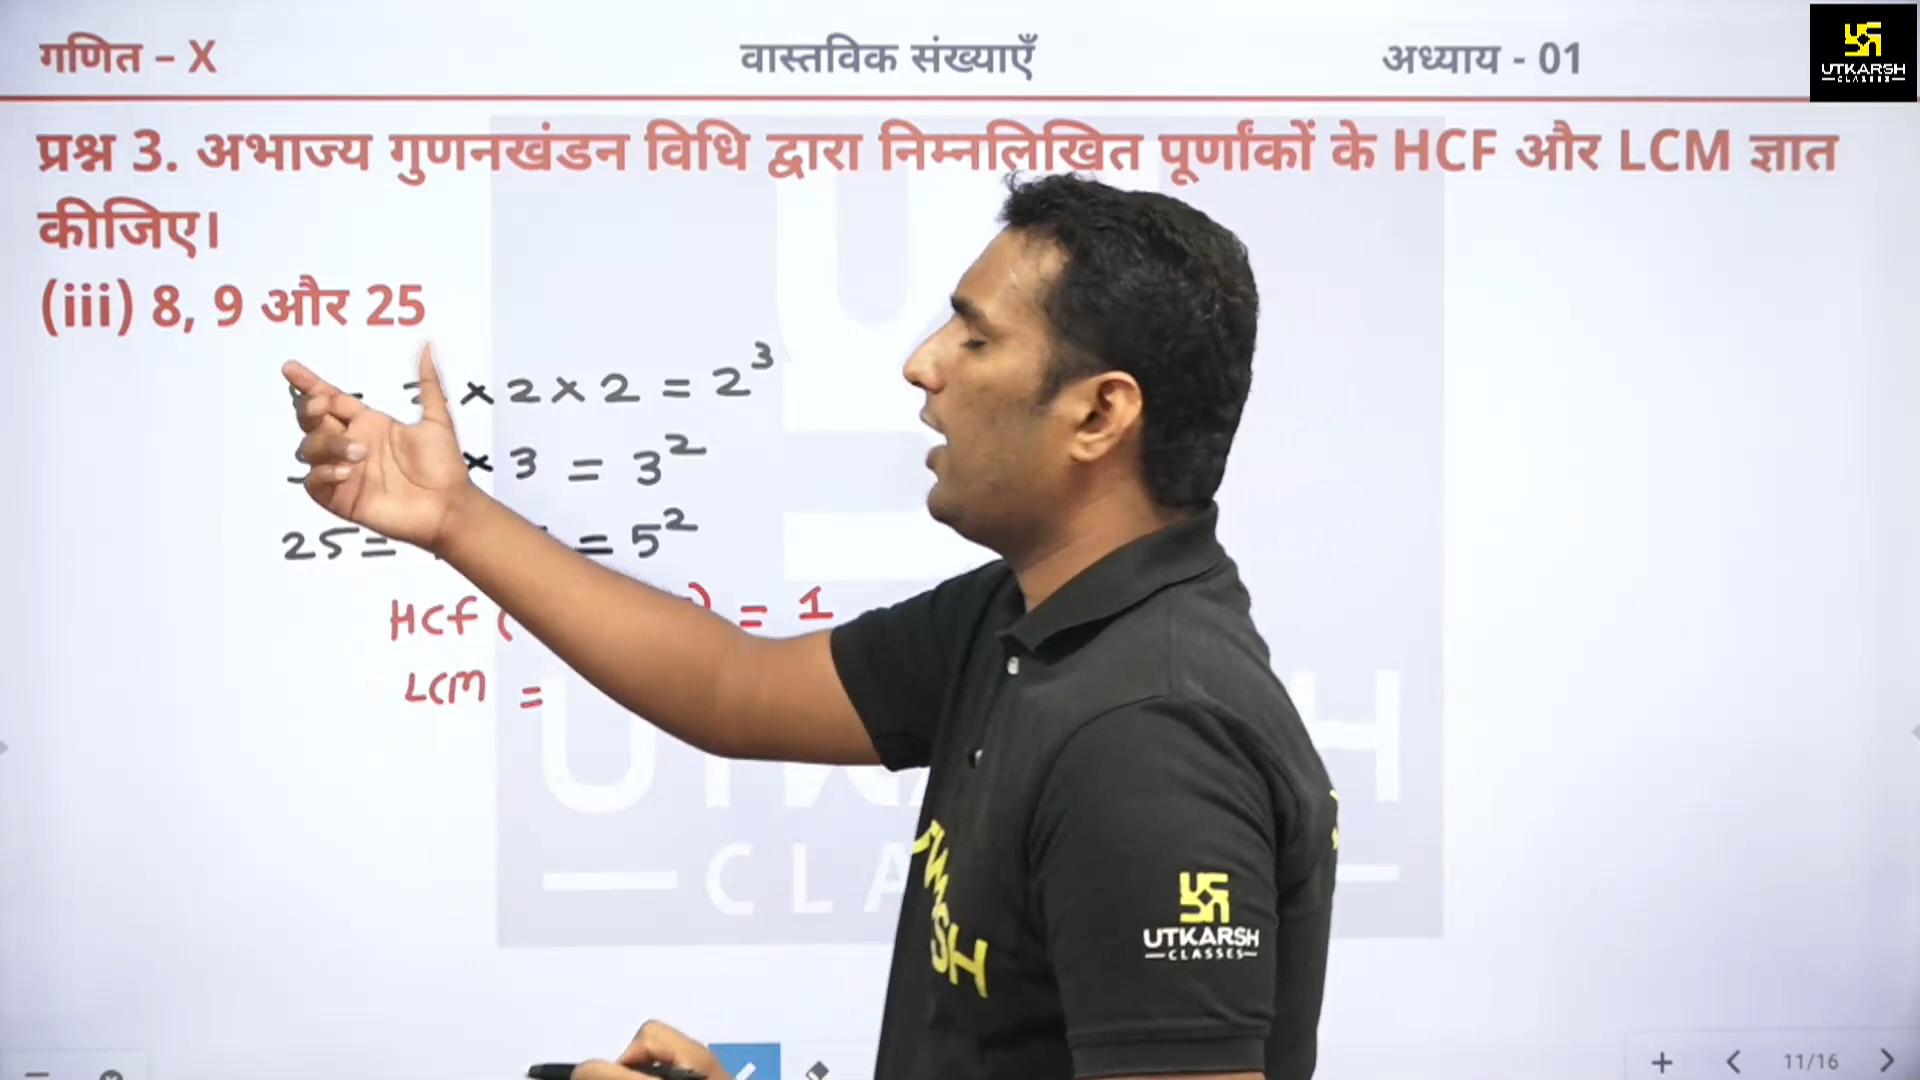 गणित – X वास्तविक संख्याएँ अध्याय - 01
UTKARSH
CLASSES
प्रश्न 3. अभाज्य गुणनखंडन विधि द्वारा निम्नलिखित पूर्णांकों के HCF और LCM ज्ञात
कीजिए।
(iii) 8, 9 और 25
× 2 × 2 = 2³
× 3 = 3²
25 = = 5²
HCF ( ) = 1
LCM =
UTKARSH
CLASSES
11/16